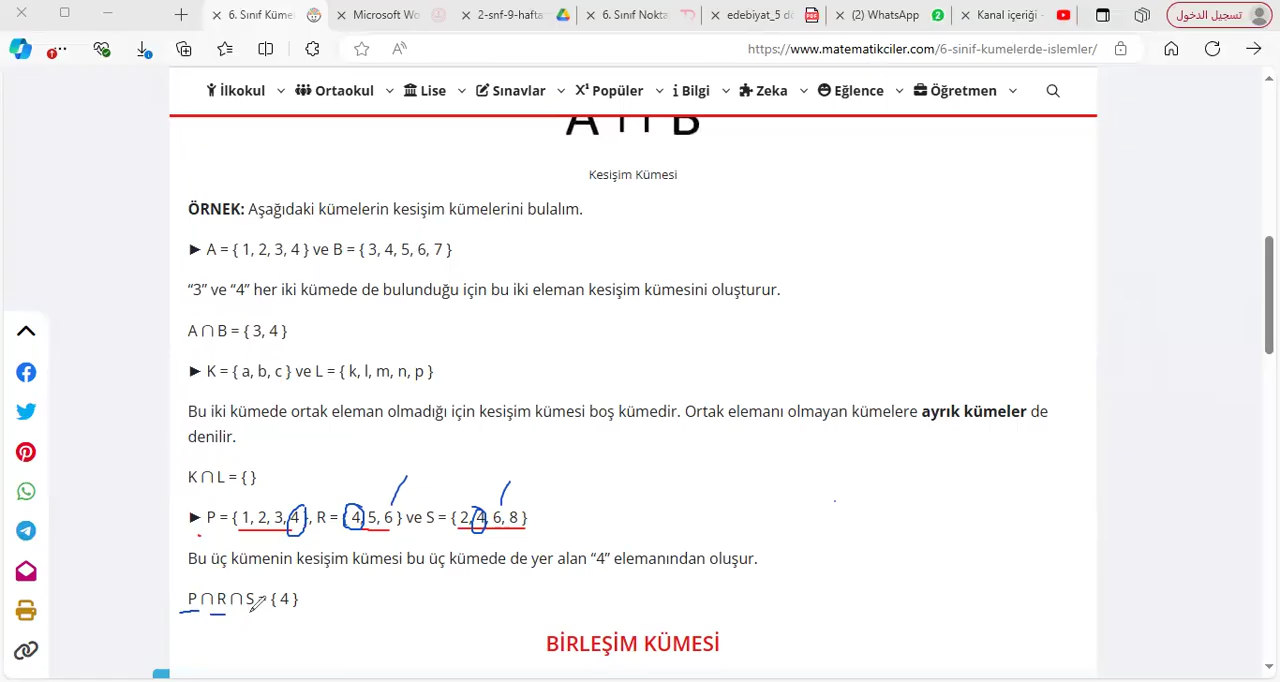 6. Sınıf Küme
Microsoft Wo
2-snf-9-hafta
6. Sınıf Nokta
edebiyat_5 d
(2) WhatsApp
2
Kanal içeriği -
تسجيل الدخول
https://www.matematikciler.com/6-sinif-kumelerde-islemler/
İlkokul
Ortaokul
Lise
Sınavlar
Popüler
Bilgi
Zeka
Eğlence
Öğretmen
A ∩ B
Kesişim Kümesi
ÖRNEK: Aşağıdaki kümelerin kesişim kümelerini bulalım.
► A = { 1, 2, 3, 4 } ve B = { 3, 4, 5, 6, 7 }
“3” ve “4” her iki kümede de bulunduğu için bu iki eleman kesişim kümesini oluşturur.
A ∩ B = { 3, 4 }
► K = { a, b, c } ve L = { k, l, m, n, p }
Bu iki kümede ortak eleman olmadığı için kesişim kümesi boş kümedir. Ortak elemanı olmayan kümelere ayrık kümeler de
denilir.
K ∩ L = { }
► P = { 1, 2, 3, 4 }, R = { 4, 5, 6 } ve S = { 2, 4, 6, 8 }
Bu üç kümenin kesişim kümesi bu üç kümede de yer alan “4” elemanından oluşur.
P ∩ R ∩ S = { 4 }
BİRLEŞİM KÜMESİ